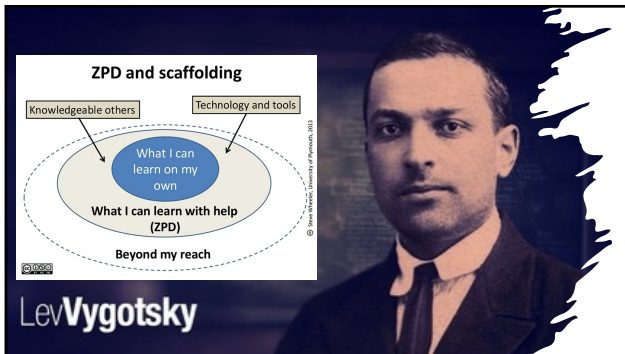 ZPD and scaffolding
Knowledgeable others
Technology and tools
What I can
learn on my
own
What I can learn with help
(ZPD)
Beyond my reach
© Steve Wheeler, University of Plymouth, 2013
LevVygotsky